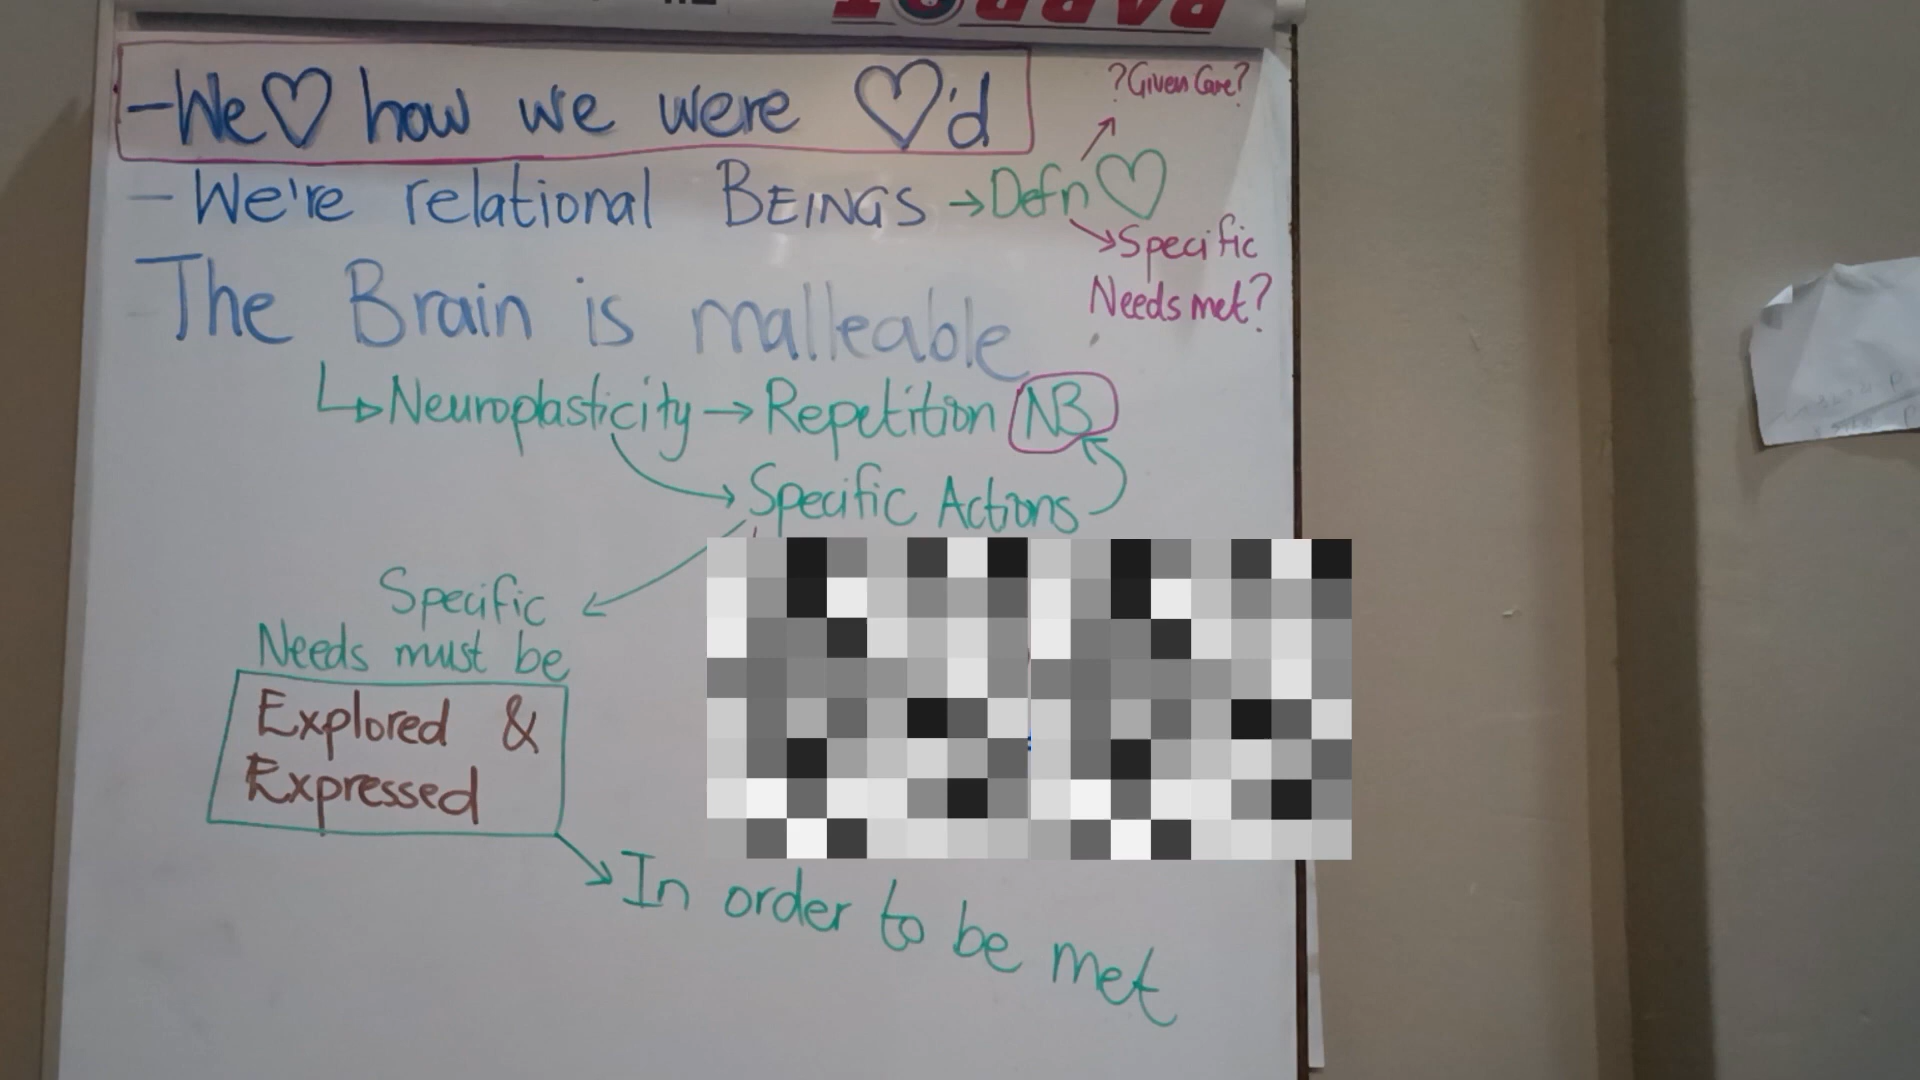 -We♡ how we were ♡'d
?Given Care?
- We're relational BEINGS →Defn♡
→Specific
Needs met?
The Brain is malleable
↳Neuroplasticity → Repetition NB
→Specific Actions
Specific
Needs must be
Explored &
Expressed
→In order to be met